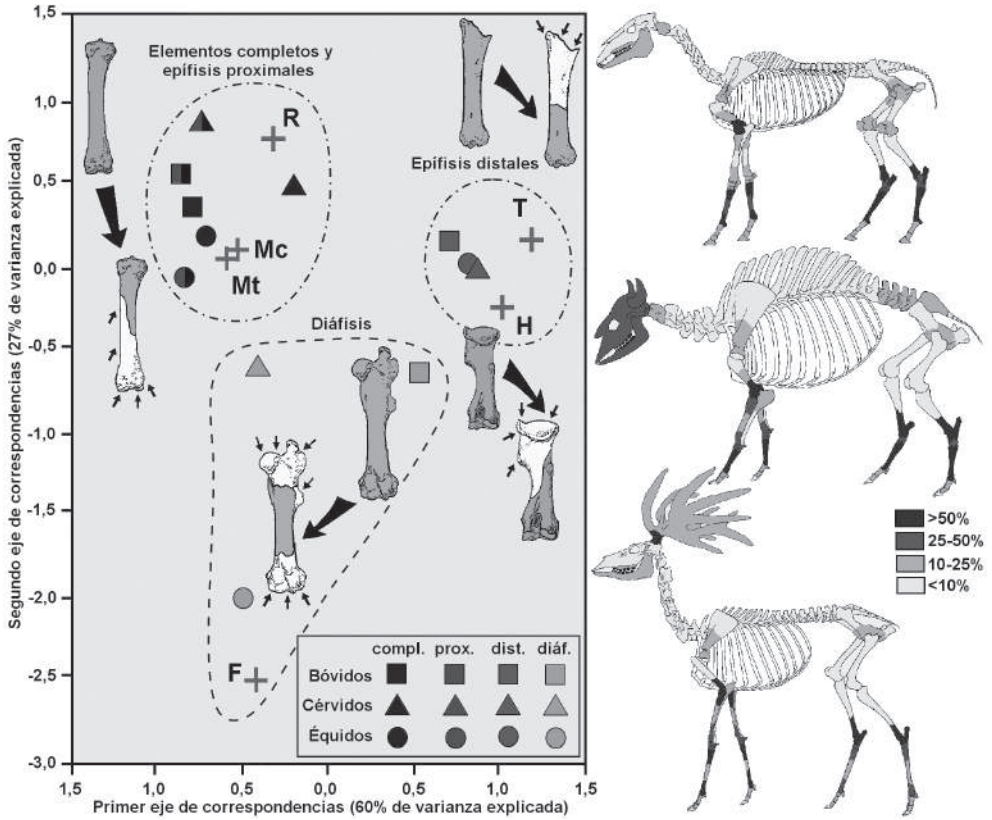 1,5
1,0
0,5
0,0
-0,5
-1,0
-1,5
-2,0
-2,5
-3,0
Segundo eje de correspondencias (27% de varianza explicada)
Elementos completos y
epífisis proximales
R
Mc
Mt
Epífisis distales
T
H
Diáfisis
F
compl. prox. dist. diáf.
Bóvidos
Cérvidos
Équidos
1,5 1,0 0,5 0,0 0,5 1,0 1,5
Primer eje de correspondencias (60% de varianza explicada)
>50%
25-50%
10-25%
<10%